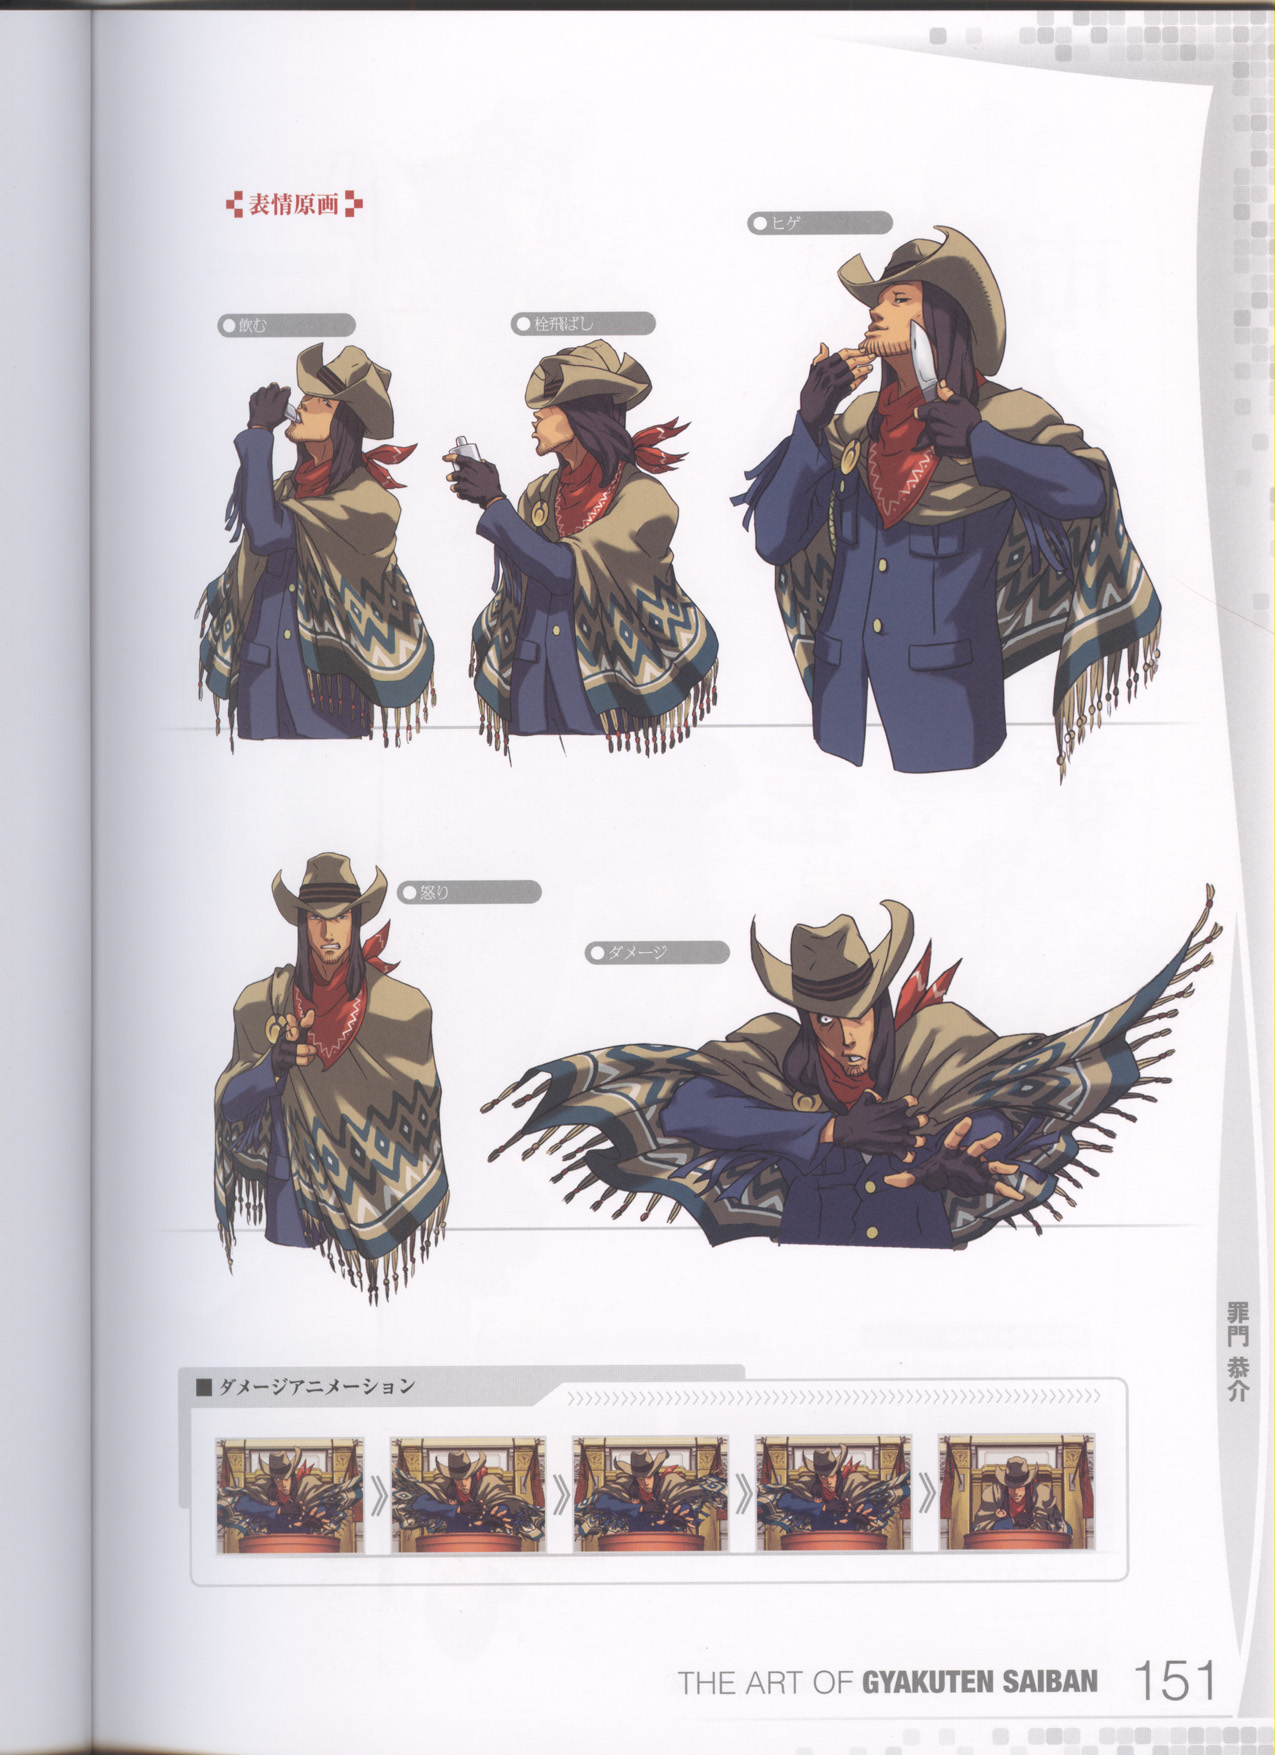 表情原画
ヒゲ
飲む
栓飛ばし
怒り
ダメージ
罪門 恭介
■ ダメージアニメーション
THE ART OF GYAKUTEN SAIBAN 151